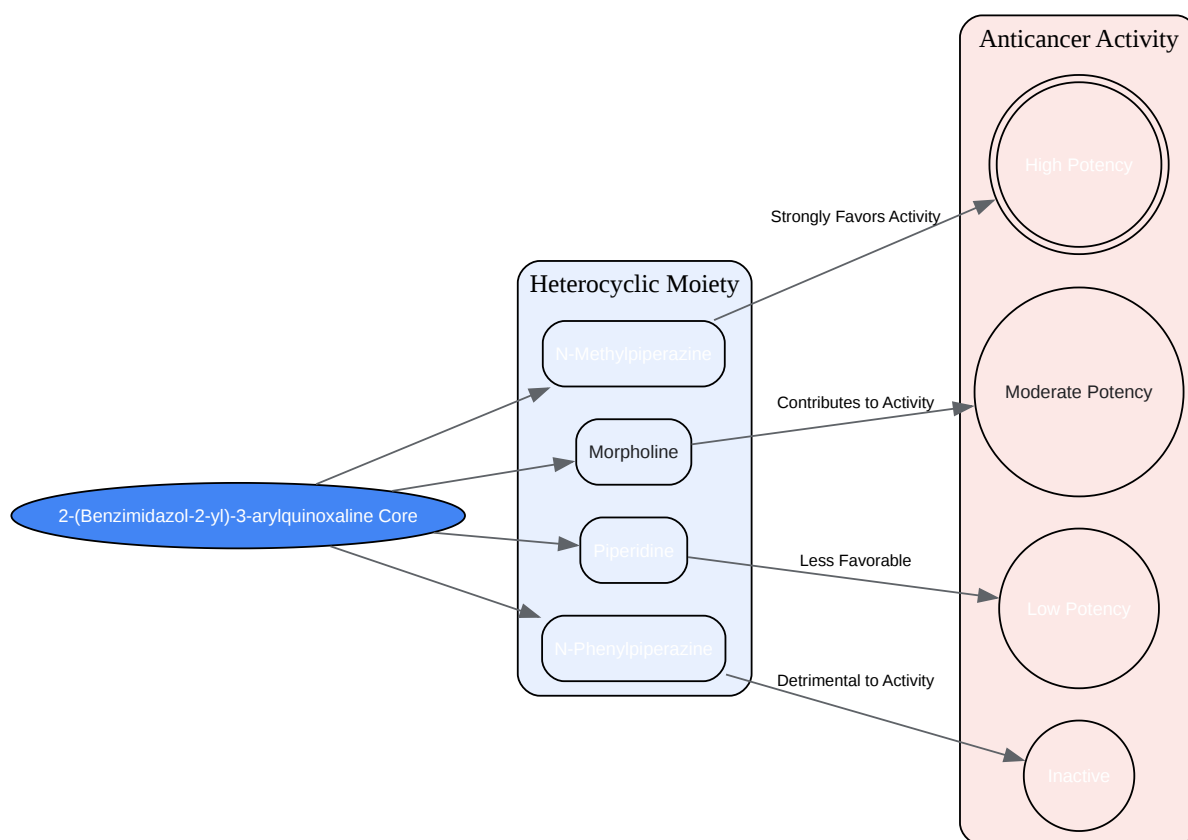 Anticancer Activity
High Potency
Strongly Favors Activity
Heterocyclic Moiety
N-Methylpiperazine
Moderate Potency
Contributes to Activity
Morpholine
2-(Benzimidazol-2-yl)-3-arylquinoxaline Core
Piperidine
Less Favorable
Low Potency
N-Phenylpiperazine
Detrimental to Activity
Inactive